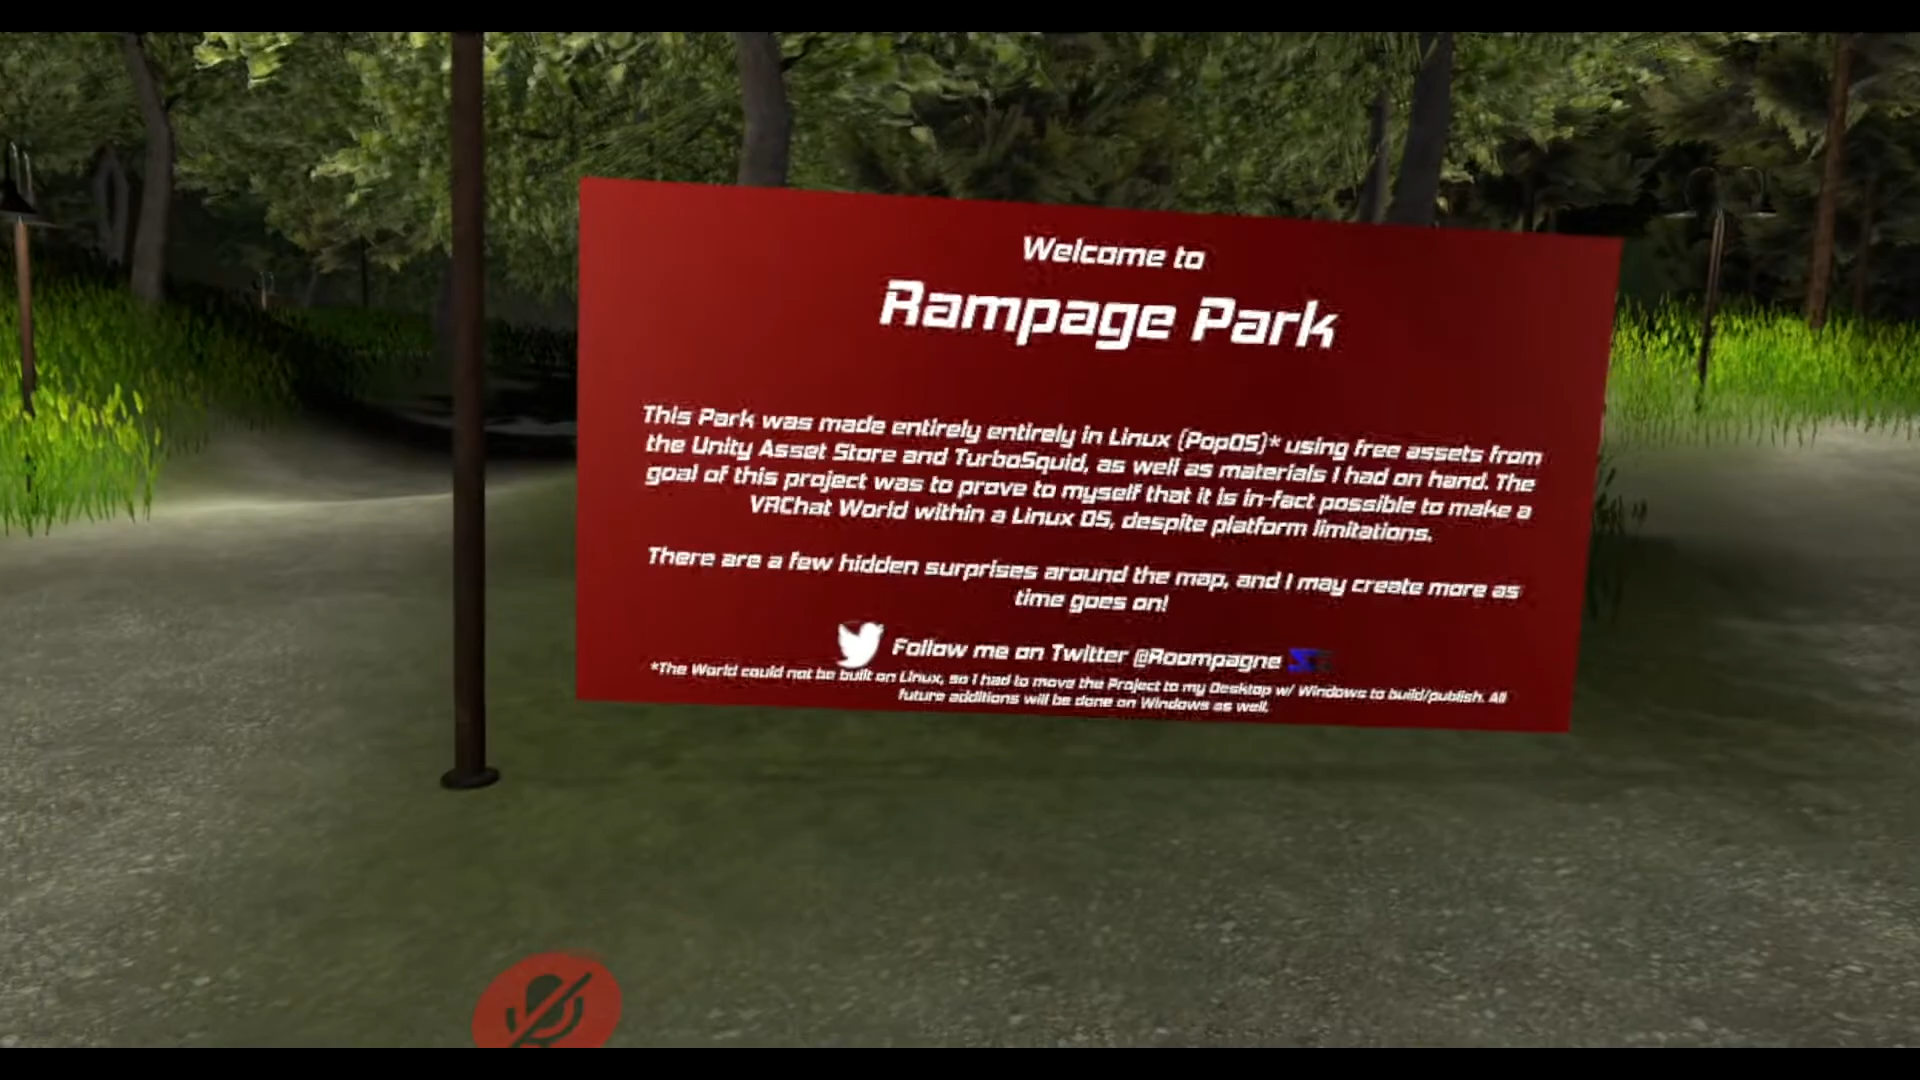 Welcome to
Rampage Park
This Park was made entirely entirely in Linux (PopOS)* using free assets from
the Unity Asset Store and TurboSquid, as well as materials I had on hand. The
goal of this project was to prove to myself that it is in-fact possible to make a
VRChat World within a Linux OS, despite platform limitations.
There are a few hidden surprises around the map, and I may create more as
time goes on!
Follow me on Twitter @Roompagne
*The World could not be built on Linux, so I had to move the Project to my Desktop w/ Windows to build/publish. All
future additions will be done on Windows as well.